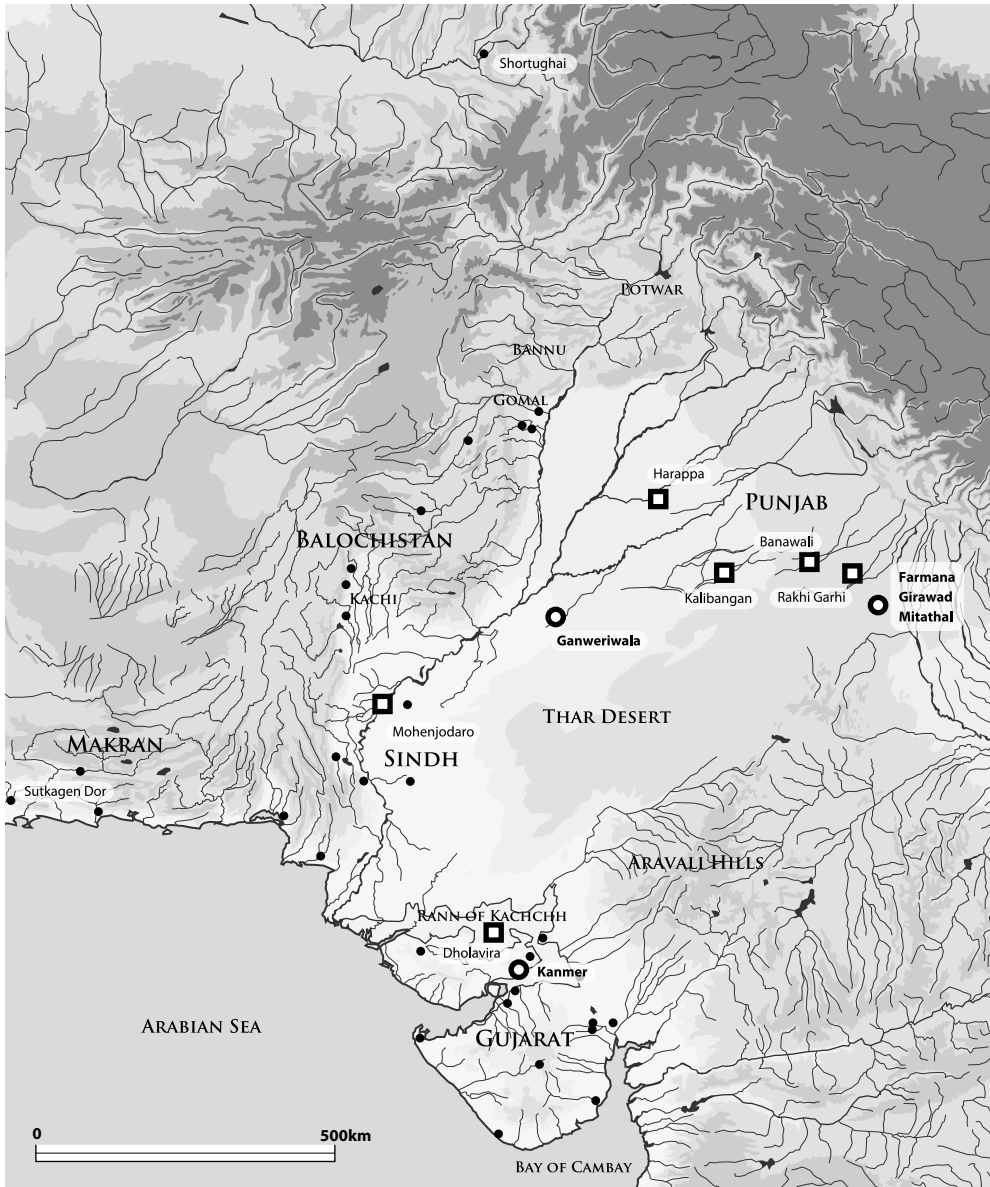 Shortughai
Potwar
Bannu
Gomal
Harappa
Punjab
Balochistan
Banawali
Kachi
Kalibangan
Rakhi Garhi
Farmana
Girawad
Mitathal
Ganweriwala
Thar Desert
Mohenjodaro
Makran
Sindh
Sutkagen Dor
Aravali Hills
Rann of Kachchh
Dholavira
Kanmer
Arabian Sea
Gujarat
0 500km
Bay of Cambay